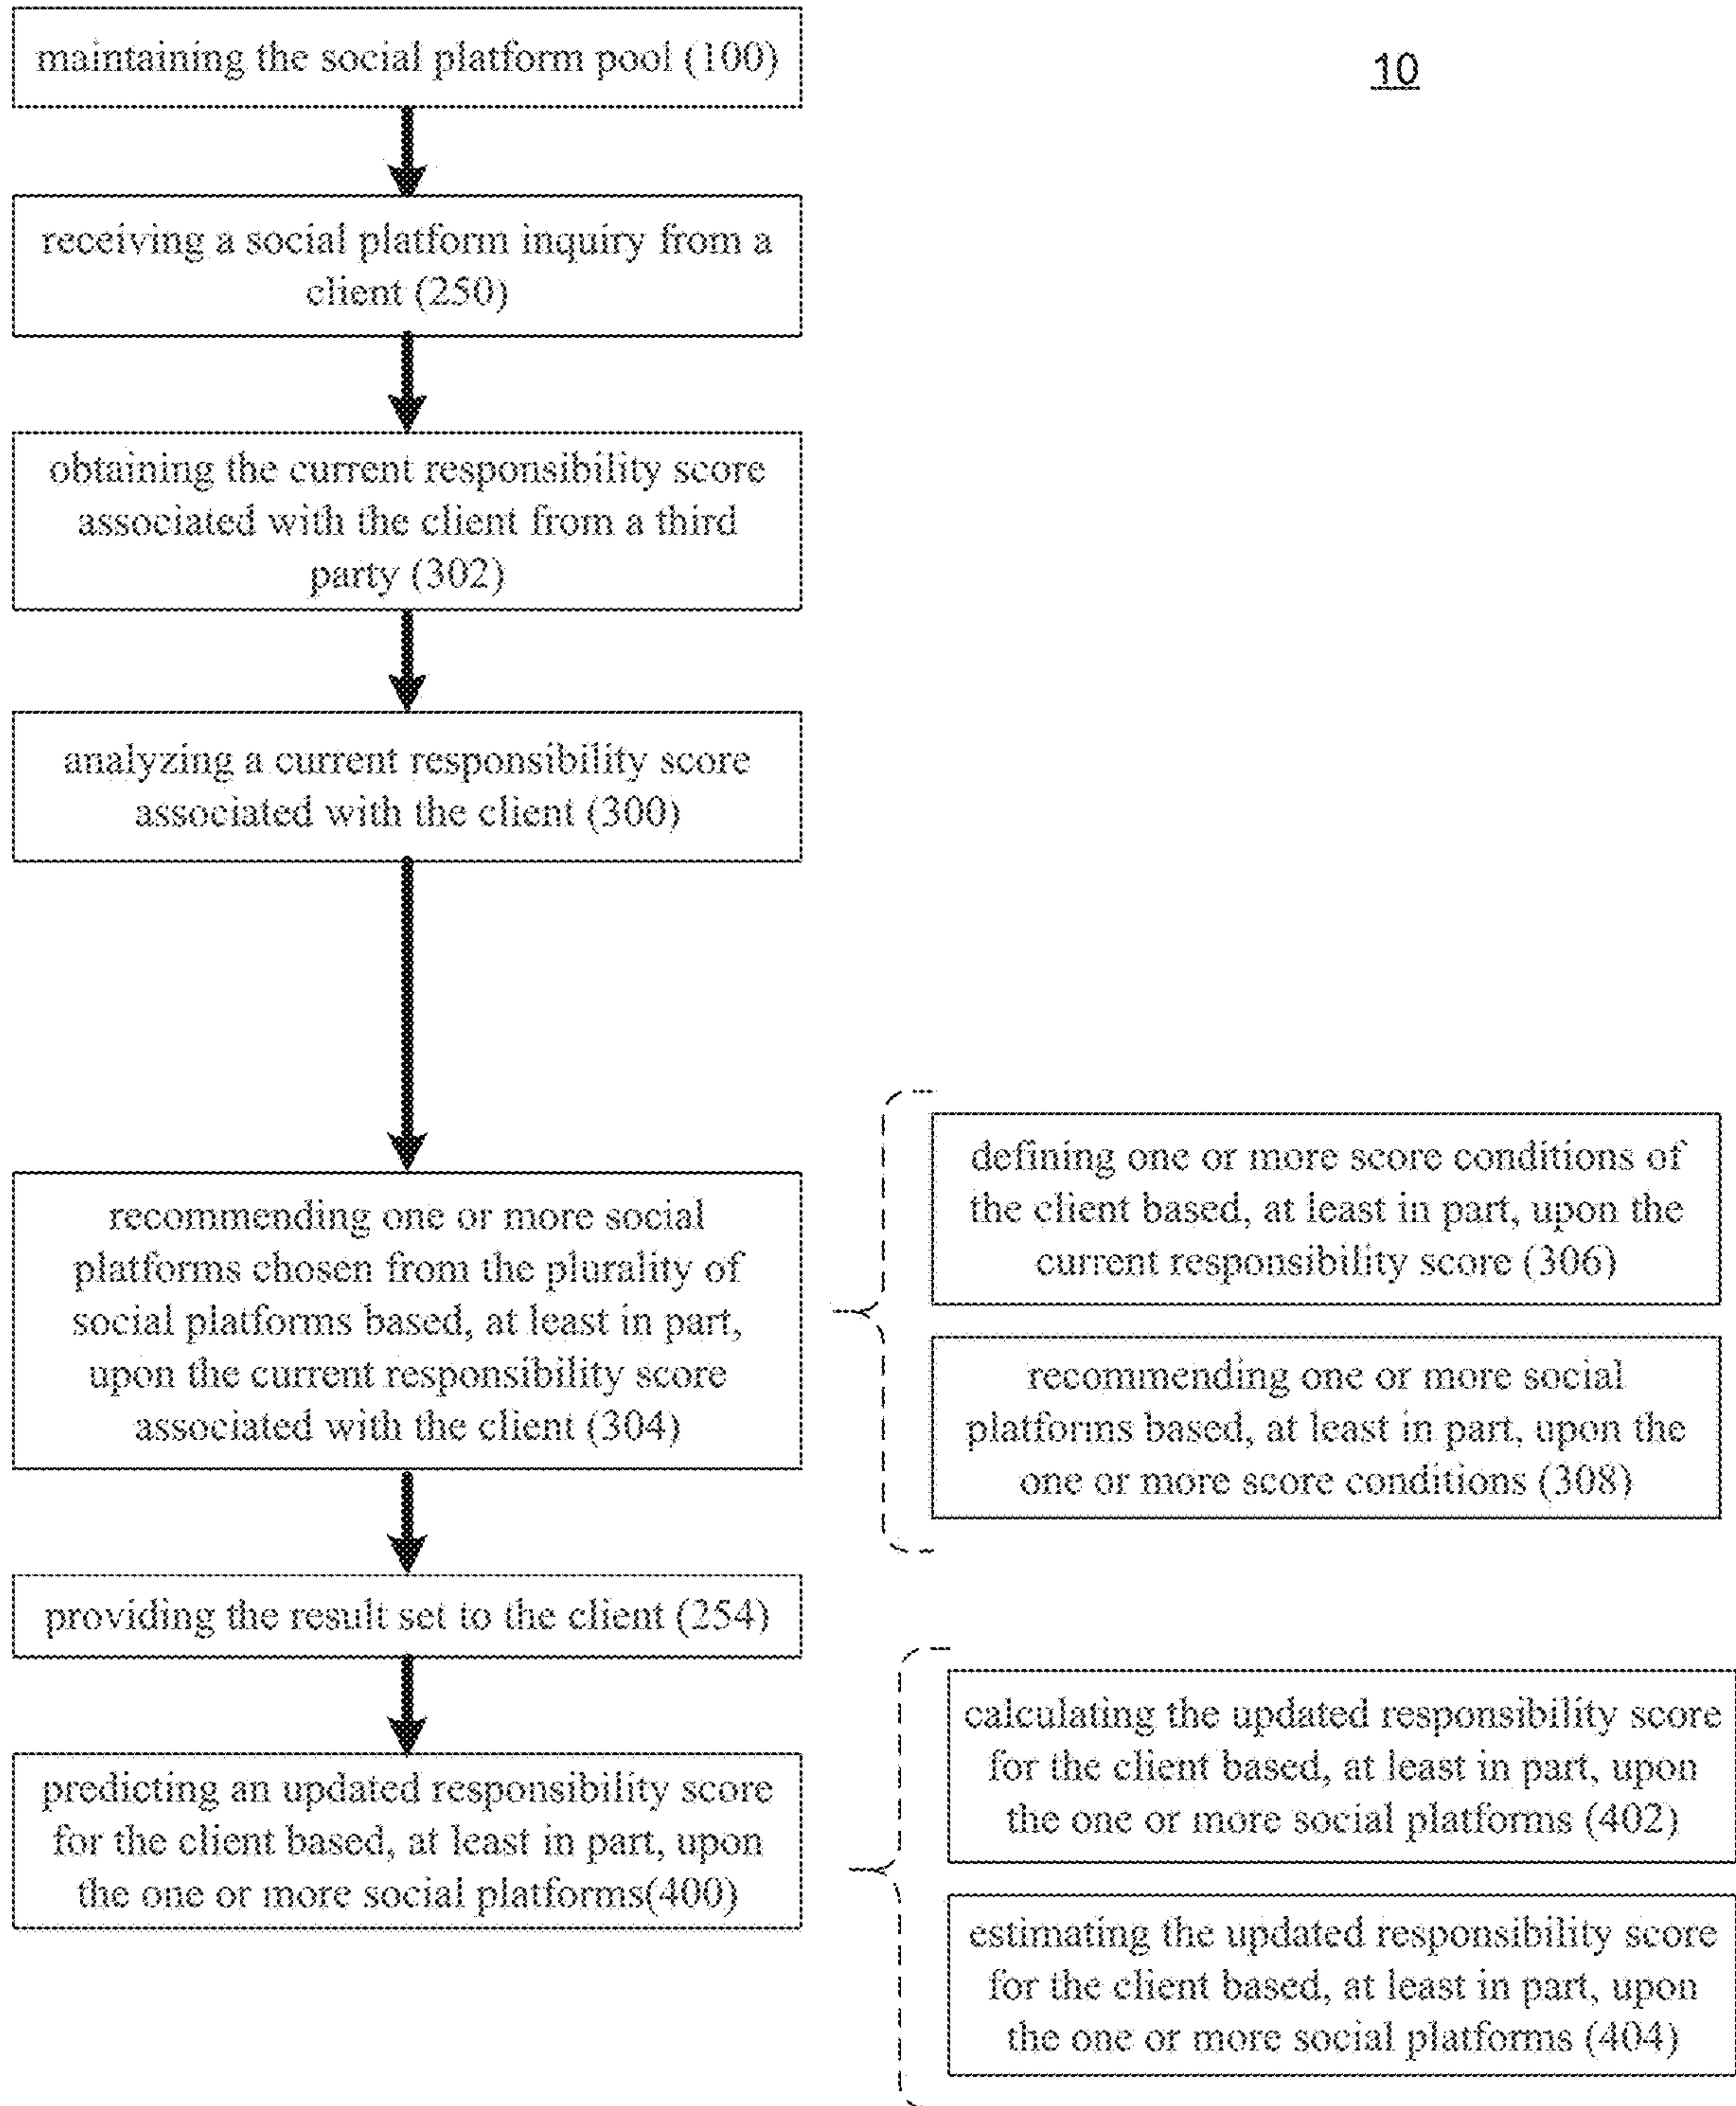 maintaining the social platform pool (100)
10
receiving a social platform inquiry from a
client (250)
obtaining the current responsibility score
associated with the client from a third
party (302)
analyzing a current responsibility score
associated with the client (300)
recommending one or more social
platforms chosen from the plurality of
social platforms based, at least in part,
upon the current responsibility score
associated with the client (304)
defining one or more score conditions of
the client based, at least in part, upon the
current responsibility score (306)
recommending one or more social
platforms based, at least in part, upon the
one or more score conditions (308)
providing the result set to the client (254)
predicting an updated responsibility score
for the client based, at least in part, upon
the one or more social platforms(400)
calculating the updated responsibility score
for the client based, at least in part, upon
the one or more social platforms (402)
estimating the updated responsibility score
for the client based, at least in part, upon
the one or more social platforms (404)